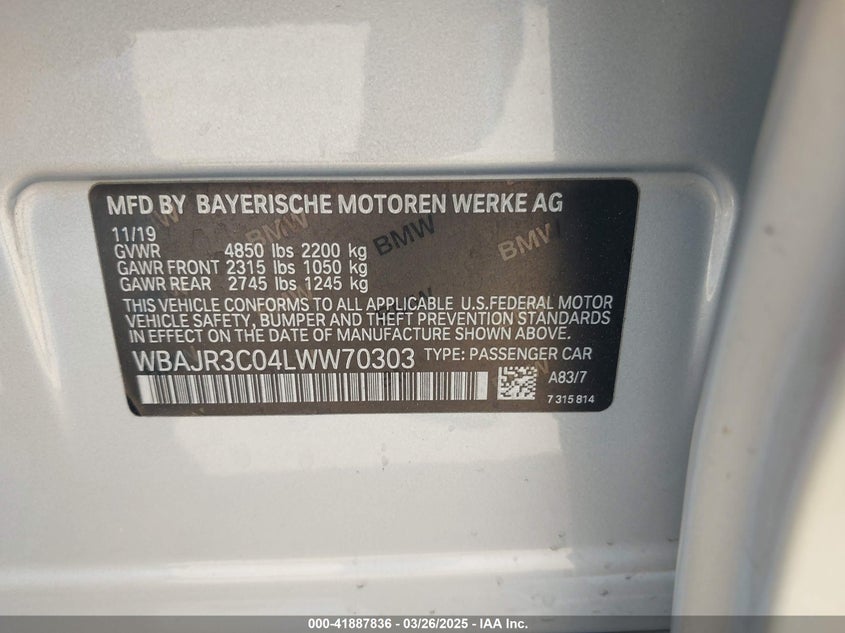 MFD BY BAYERISCHE MOTOREN WERKE AG
11/19
GVWR 4850 lbs 2200 kg
GAWR FRONT 2315 lbs 1050 kg
GAWR REAR 2745 lbs 1245 kg
THIS VEHICLE CONFORMS TO ALL APPLICABLE U.S.FEDERAL MOTOR
VEHICLE SAFETY, BUMPER AND THEFT PREVENTION STANDARDS
IN EFFECT ON THE DATE OF MANUFACTURE SHOWN ABOVE.
WBAJR3C04LWW70303 TYPE: PASSENGER CAR
A83/7
7 315 814
BMW
BMW
BMW
000-41887836 - 03/26/2025 - IAA Inc.